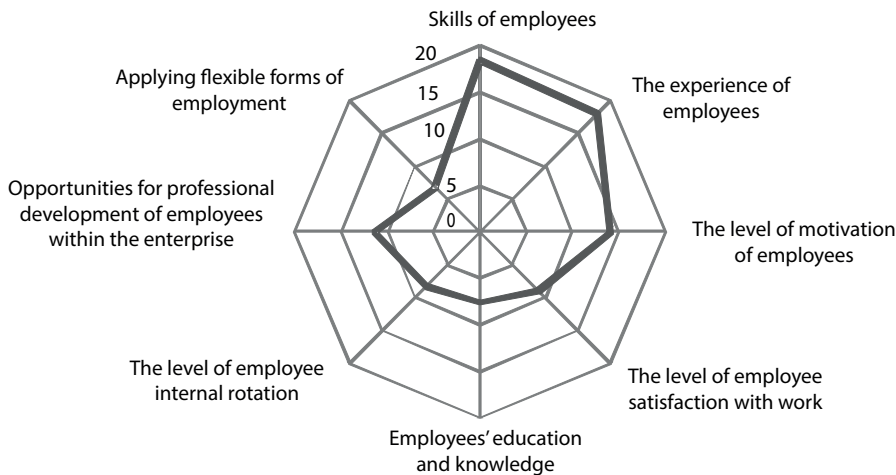 Skills of employees
20
15
10
5
0
The experience of
employees
The level of motivation
of employees
The level of employee
satisfaction with work
Employees’ education
and knowledge
The level of employee
internal rotation
Opportunities for professional
development of employees
within the enterprise
Applying flexible forms of
employment